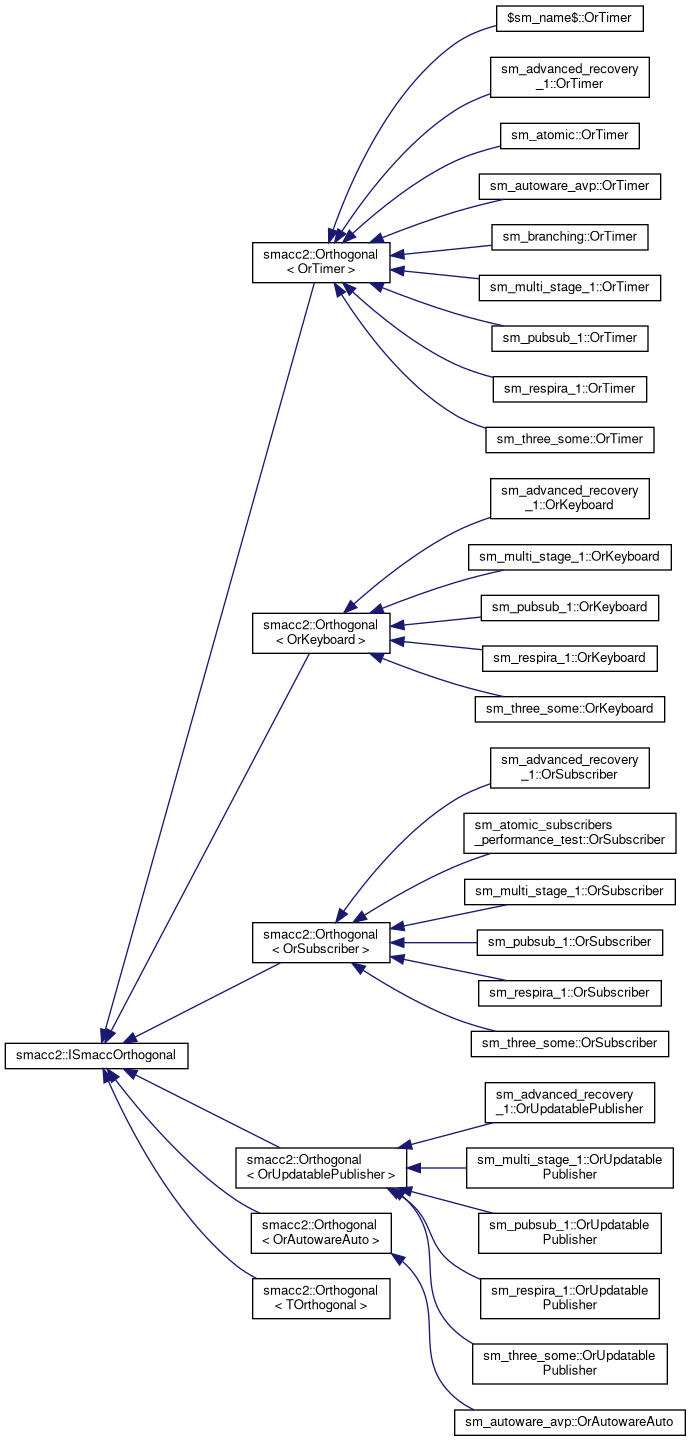 $sm_name$::OrTimer
sm_advanced_recovery
_1::OrTimer
sm_atomic::OrTimer
sm_autoware_avp::OrTimer
sm_branching::OrTimer
smacc2::Orthogonal
< OrTimer >
sm_multi_stage_1::OrTimer
sm_pubsub_1::OrTimer
sm_respira_1::OrTimer
sm_three_some::OrTimer
sm_advanced_recovery
_1::OrKeyboard
sm_multi_stage_1::OrKeyboard
sm_pubsub_1::OrKeyboard
smacc2::Orthogonal
< OrKeyboard >
sm_respira_1::OrKeyboard
sm_three_some::OrKeyboard
sm_advanced_recovery
_1::OrSubscriber
sm_atomic_subscribers
_performance_test::OrSubscriber
sm_multi_stage_1::OrSubscriber
smacc2::Orthogonal
< OrSubscriber >
sm_pubsub_1::OrSubscriber
sm_respira_1::OrSubscriber
sm_three_some::OrSubscriber
smacc2::ISmaccOrthogonal
sm_advanced_recovery
_1::OrUpdatablePublisher
smacc2::Orthogonal
< OrUpdatablePublisher >
sm_multi_stage_1::OrUpdatable
Publisher
smacc2::Orthogonal
< OrAutowareAuto >
sm_pubsub_1::OrUpdatable
Publisher
smacc2::Orthogonal
< TOrthogonal >
sm_respira_1::OrUpdatable
Publisher
sm_three_some::OrUpdatable
Publisher
sm_autoware_avp::OrAutowareAuto